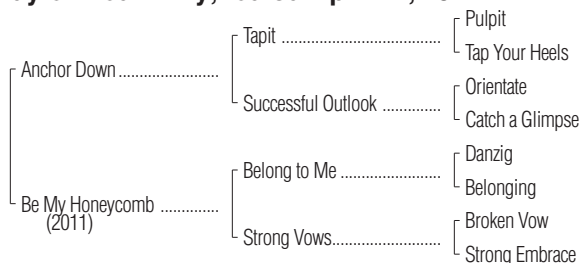 Pulpit
Tapit ..............................
Tap Your Heels
Anchor Down .......................
Orientate
Successful Outlook .............
Catch a Glimpse
Danzig
Belong to Me ......................
Belonging
Be My Honeycomb .............
(2011)
Broken Vow
Strong Vows.......................
Strong Embrace